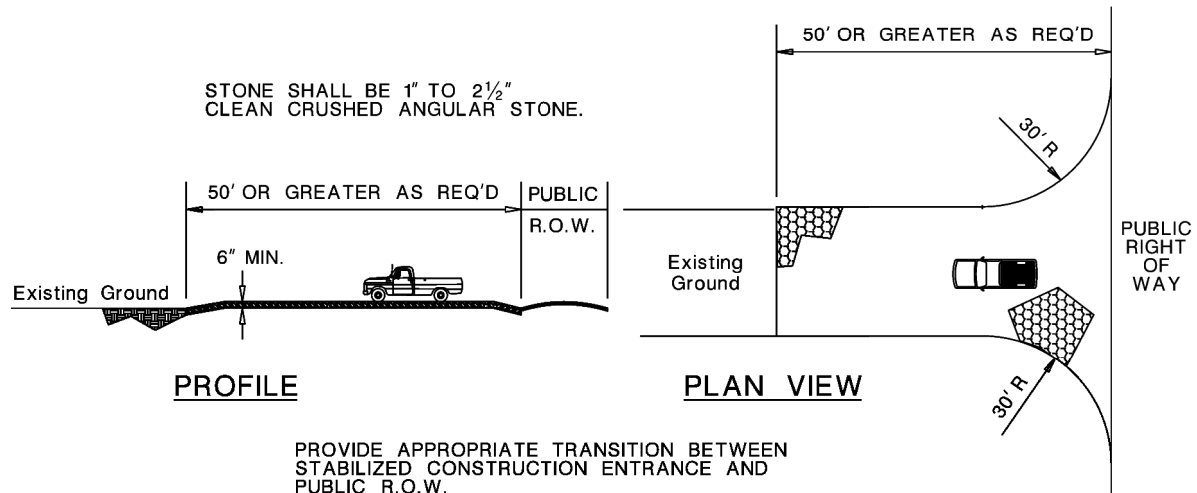 50' OR GREATER AS REQ'D
STONE SHALL BE 1" TO 2½"
CLEAN CRUSHED ANGULAR STONE.
30' R
50' OR GREATER AS REQ'D
PUBLIC
R.O.W.
6" MIN.
Existing Ground
Existing
Ground
PUBLIC
RIGHT
OF
WAY
30' R
PROFILE
PLAN VIEW
PROVIDE APPROPRIATE TRANSITION BETWEEN
STABILIZED CONSTRUCTION ENTRANCE AND
PUBLIC R.O.W.